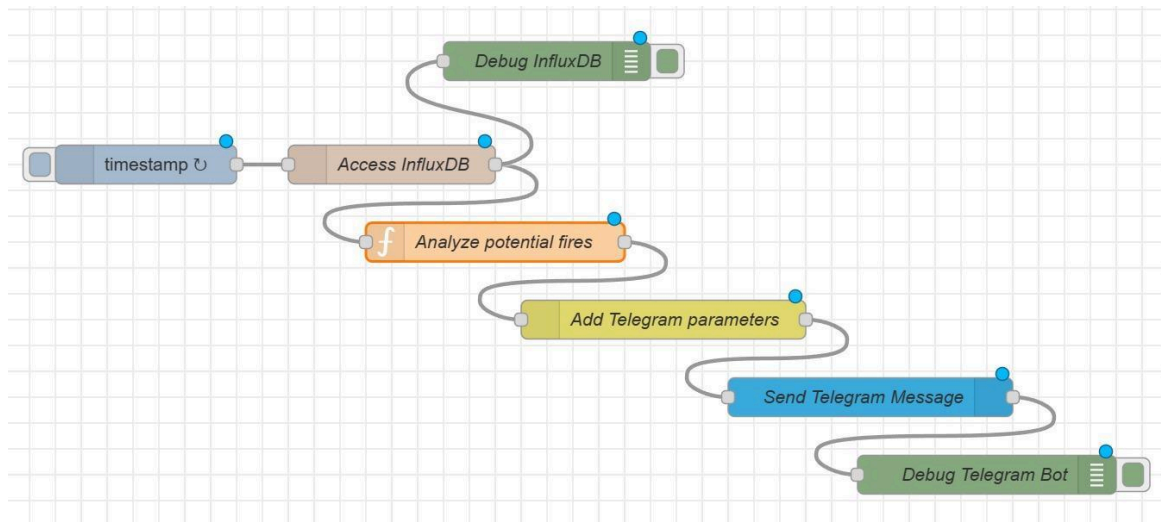 Debug InfluxDB
timestamp ↻
Access InfluxDB
Analyze potential fires
Add Telegram parameters
Send Telegram Message
Debug Telegram Bot